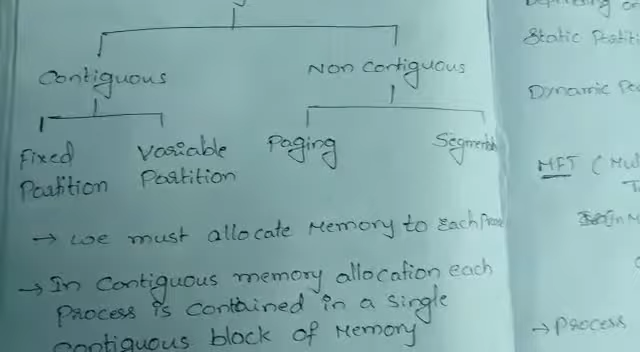 Contiguous
Non Contiguous
Fixed
Partition
Variable
Partition
Paging
→ We must allocate Memory to Each
→ In Contiguous memory allocation each
Process is contained in a single
contiguous block of Memory
Static
Dynamic
MFT (
→ Process